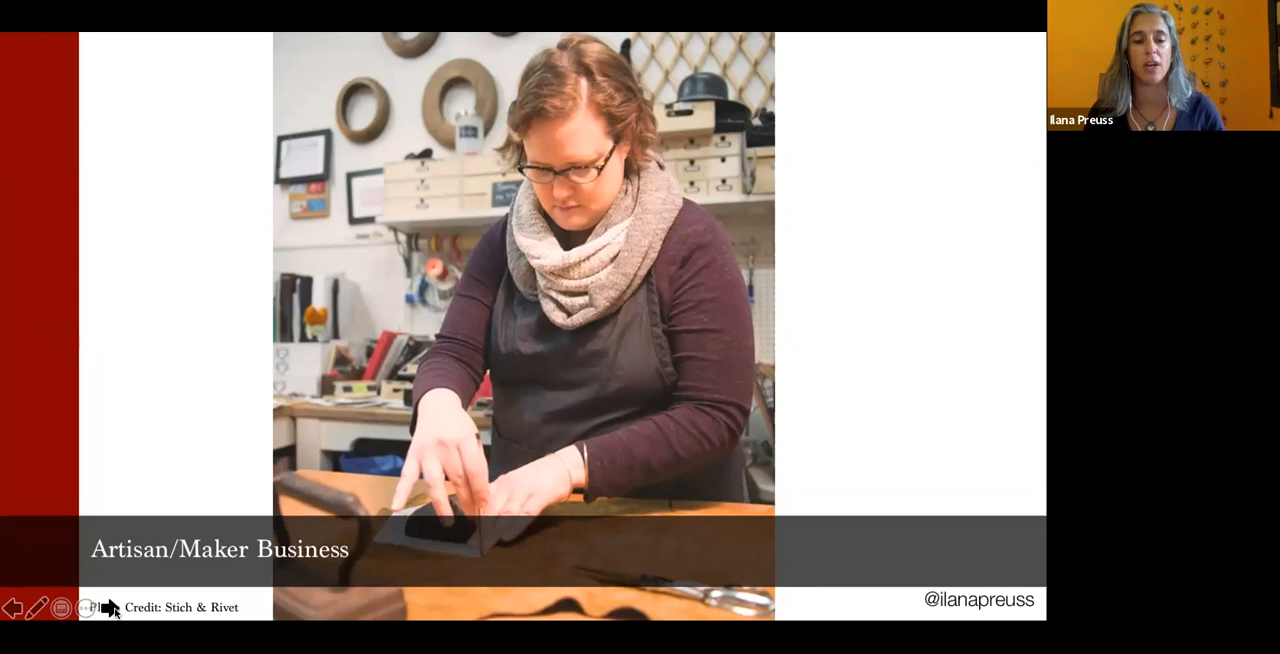 Ilana Preuss
Artisan/Maker Business
Credit: Stich & Rivet
@ilanapreuss